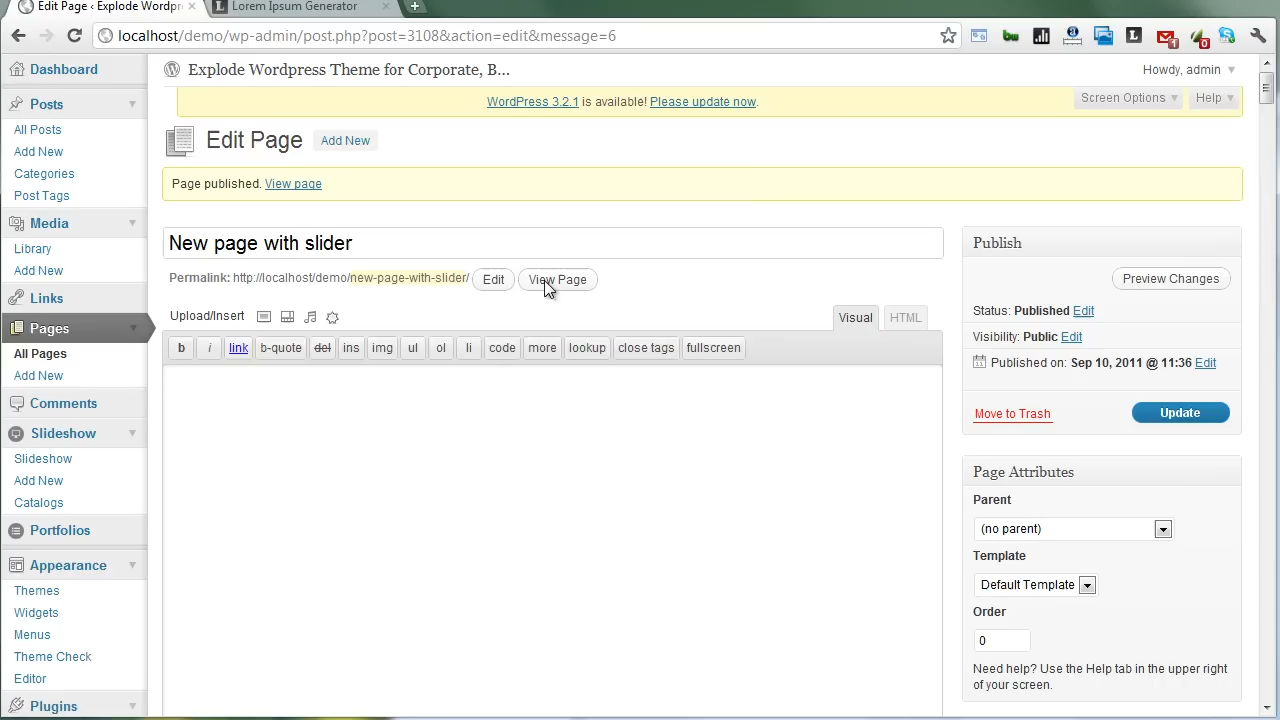 Edit Page ‹ Explode Wordpr
Lorem Ipsum Generator
localhost/demo/wp-admin/post.php?post=3108&action=edit&message=6
1
0
Explode Wordpress Theme for Corporate, B...
Howdy, admin
WordPress 3.2.1 is available! Please update now.
Screen Options
Help
Edit Page
Add New
Page published. View page
New page with slider
Permalink: http://localhost/demo/new-page-with-slider/
Edit
View Page
Upload/Insert
Visual
HTML
b
i
link
b-quote
del
ins
img
ul
ol
li
code
more
lookup
close tags
fullscreen
Dashboard
Posts
All Posts
Add New
Categories
Post Tags
Media
Library
Add New
Links
Pages
All Pages
Add New
Comments
Slideshow
Slideshow
Add New
Catalogs
Portfolios
Appearance
Themes
Widgets
Menus
Theme Check
Editor
Plugins
Publish
Preview Changes
Status: Published Edit
Visibility: Public Edit
Published on: Sep 10, 2011 @ 11:36 Edit
Move to Trash
Update
Page Attributes
Parent
(no parent)
Template
Default Template
Order
0
Need help? Use the Help tab in the upper right
of your screen.